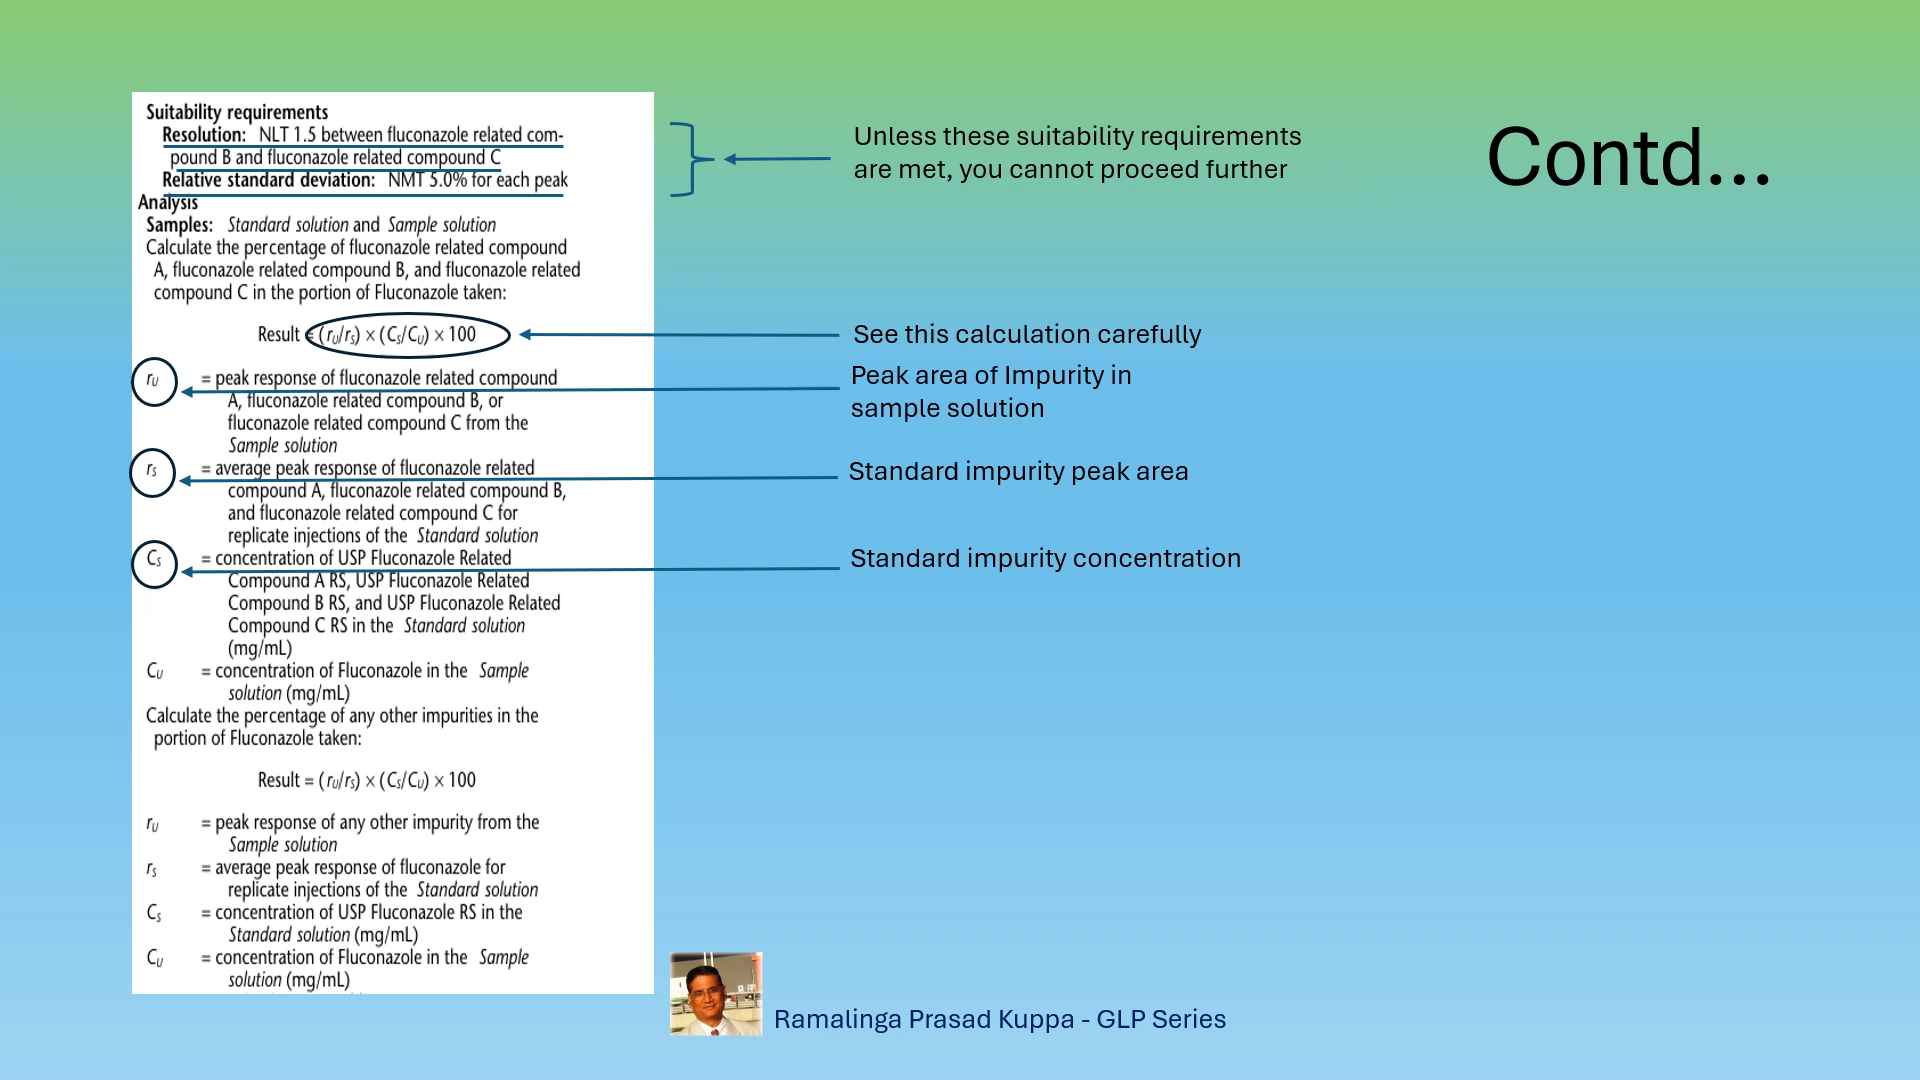 Suitability requirements
Resolution: NLT 1.5 between fluconazole related com-
pound B and fluconazole related compound C
Relative standard deviation: NMT 5.0% for each peak
Analysis
Samples: Standard solution and Sample solution
Calculate the percentage of fluconazole related compound
A, fluconazole related compound B, and fluconazole related
compound C in the portion of Fluconazole taken:
Result = (rU/rS) × (CS/CU) × 100
rU = peak response of fluconazole related compound
A, fluconazole related compound B, or
fluconazole related compound C from the
Sample solution
rS = average peak response of fluconazole related
compound A, fluconazole related compound B,
and fluconazole related compound C for
replicate injections of the Standard solution
CS = concentration of USP Fluconazole Related
Compound A RS, USP Fluconazole Related
Compound B RS, and USP Fluconazole Related
Compound C RS in the Standard solution
(mg/mL)
CU = concentration of Fluconazole in the Sample
solution (mg/mL)
Calculate the percentage of any other impurities in the
portion of Fluconazole taken:
Result = (rU/rS) × (CS/CU) × 100
rU = peak response of any other impurity from the
Sample solution
rS = average peak response of fluconazole for
replicate injections of the Standard solution
CS = concentration of USP Fluconazole RS in the
Standard solution (mg/mL)
CU = concentration of Fluconazole in the Sample
solution (mg/mL)
Unless these suitability requirements
are met, you cannot proceed further
See this calculation carefully
Peak area of Impurity in
sample solution
Standard impurity peak area
Standard impurity concentration
Contd...
Ramalinga Prasad Kuppa - GLP Series